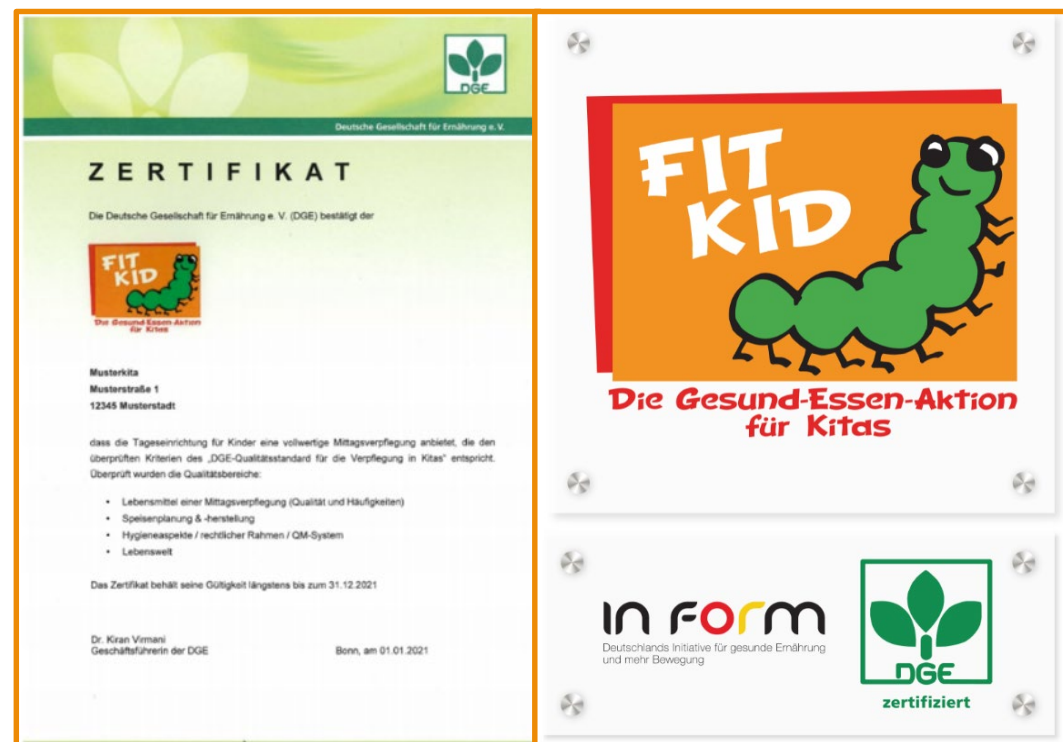 DGE
Deutsche Gesellschaft für Ernährung e. V.
ZERTIFIKAT
Die Deutsche Gesellschaft für Ernährung e. V. (DGE) bestätigt der
FIT
KID
Die Gesund-Essen-Aktion
für Kitas
Musterkita
Musterstraße 1
12345 Musterstadt
dass die Tageseinrichtung für Kinder eine vollwertige Mittagsverpflegung anbietet, die den
überprüften Kriterien des „DGE-Qualitätsstandard für die Verpflegung in Kitas" entspricht.
Überprüft wurden die Qualitätsbereiche:
• Lebensmittel einer Mittagsverpflegung (Qualität und Häufigkeiten)
• Speisenplanung & -herstellung
• Hygieneaspekte / rechtlicher Rahmen / QM-System
• Lebenswelt
Das Zertifikat behält seine Gültigkeit längstens bis zum 31.12.2021
Dr. Kiran Virmani
Geschäftsführerin der DGE Bonn, am 01.01.2021
FIT
KID
Die Gesund-Essen-Aktion
für Kitas
IN FORM
Deutschlands Initiative für gesunde Ernährung
und mehr Bewegung
DGE
zertifiziert